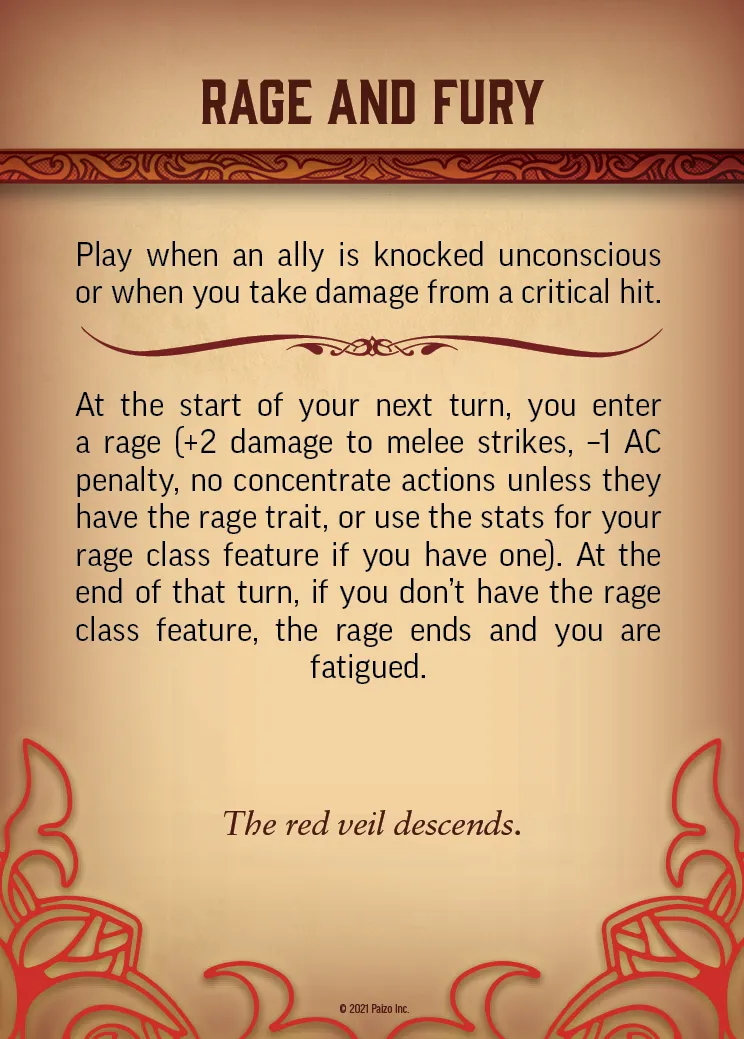 RAGE AND FURY
Play when an ally is knocked unconscious
or when you take damage from a critical hit.
At the start of your next turn, you enter
a rage (+2 damage to melee strikes, –1 AC
penalty, no concentrate actions unless they
have the rage trait, or use the stats for your
rage class feature if you have one). At the
end of that turn, if you don’t have the rage
class feature, the rage ends and you are
fatigued.
The red veil descends.
© 2021 Paizo Inc.